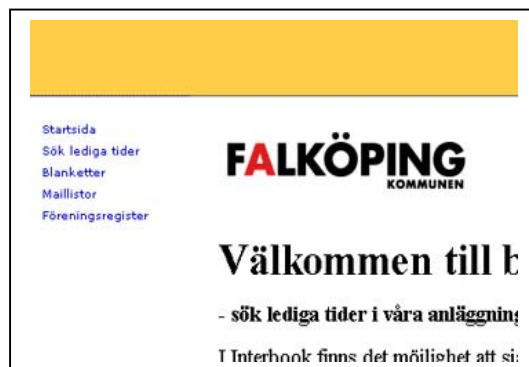 Startsida
Sök lediga tider
Blanketter
Maillistor
Föreningsregister
FALKÖPING
KOMMUNEN
Välkommen till b
- sök lediga tider i våra anläggning
I Interbook finns det möjlighet att